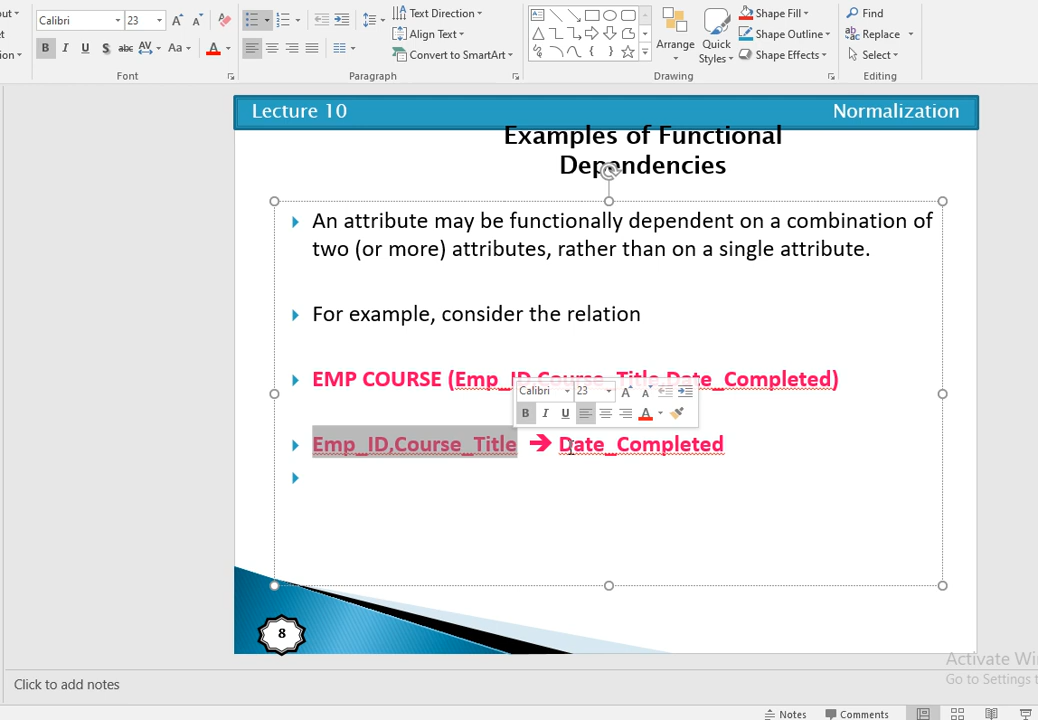 Calibri 23
Text Direction
Align Text
Convert to SmartArt
B I U S abc AV Aa A
Font
Paragraph
Arrange
Quick Styles
Shape Fill
Shape Outline
Shape Effects
Drawing
Find
Replace
Select
Editing
Lecture 10 Normalization
Examples of Functional
Dependencies
An attribute may be functionally dependent on a combination of
two (or more) attributes, rather than on a single attribute.
For example, consider the relation
EMP COURSE (Emp_ID,Course_Title,Date_Completed)
Calibri 23
B I U A
Emp_ID,Course_Title ➔ Date_Completed
8
Activate Wi
Go to Settings t
Click to add notes
Notes Comments